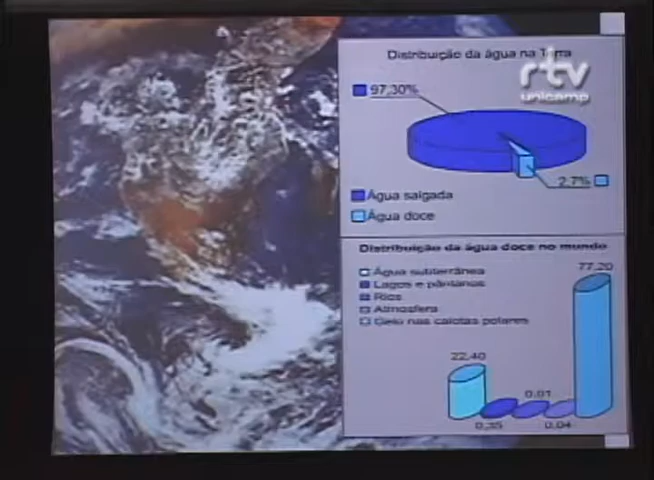 Distribuição da água na Terra
rtv
unicamp
97,30%
2,7%
Água salgada
Água doce
Distribuição da água doce no mundo
77,20
Água subterrânea
Lagos e pântanos
Rios
Atmosfera
Gelo nas calotas polares
22,40
0,01
0,35
0,04